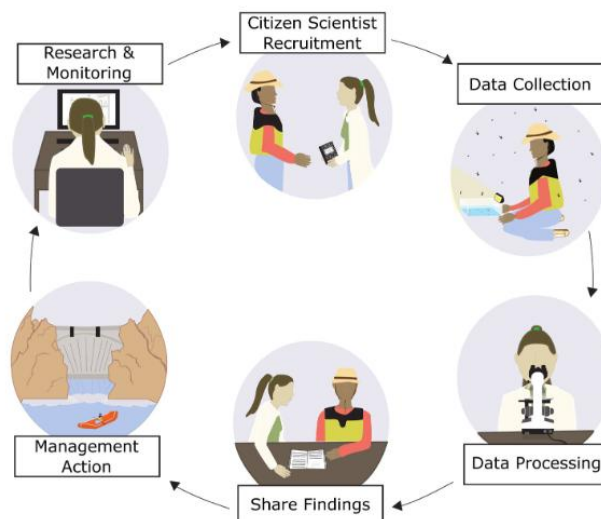 Citizen Scientist
Recruitment
Research &
Monitoring
Data Collection
Data Processing
Share Findings
Management
Action